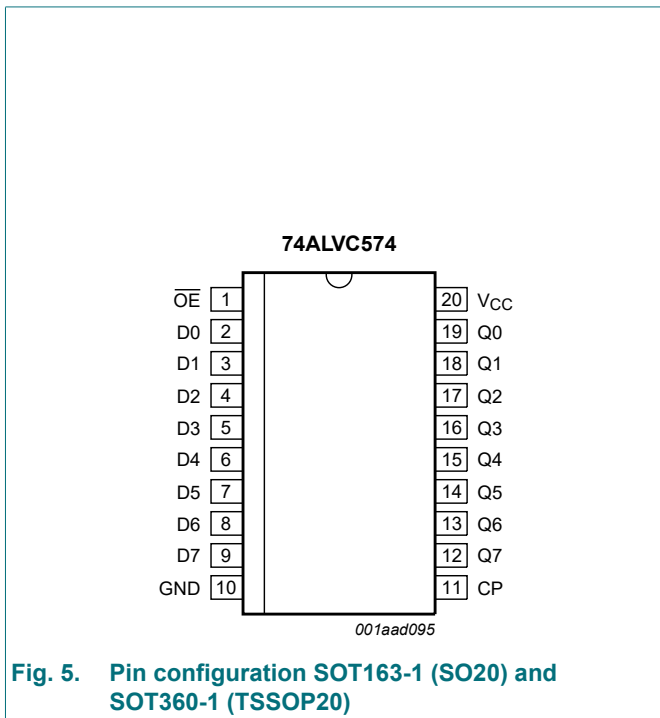 74ALVC574
OE 1 20 VCC
D0 2 19 Q0
D1 3 18 Q1
D2 4 17 Q2
D3 5 16 Q3
D4 6 15 Q4
D5 7 14 Q5
D6 8 13 Q6
D7 9 12 Q7
GND 10 11 CP
001aad095
Fig. 5. Pin configuration SOT163-1 (SO20) and
SOT360-1 (TSSOP20)